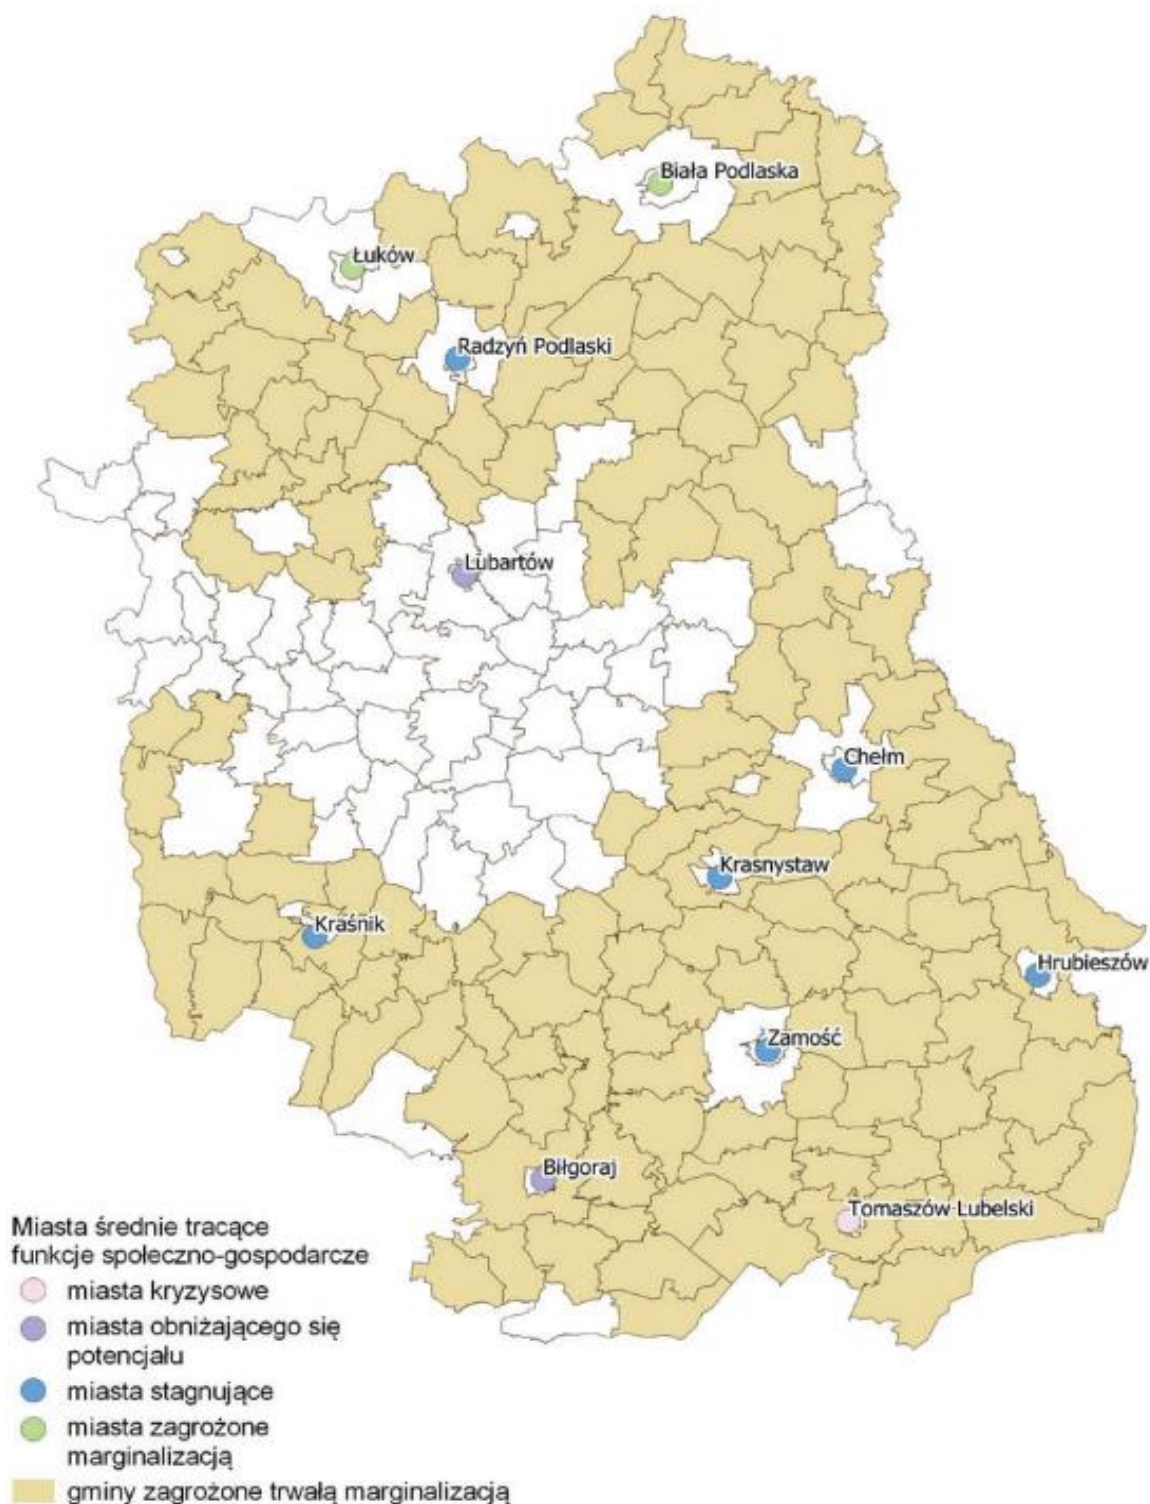 Biała Podlaska
Łuków
Radzyń Podlaski
Lubartów
Chełm
Krasnystaw
Kraśnik
Hrubieszów
Zamość
Biłgoraj
Tomaszów Lubelski
Miasta średnie tracące
funkcje społeczno-gospodarcze
miasta kryzysowe
miasta obniżającego się
potencjału
miasta stagnujące
miasta zagrożone
marginalizacją
gminy zagrożone trwałą marginalizacją